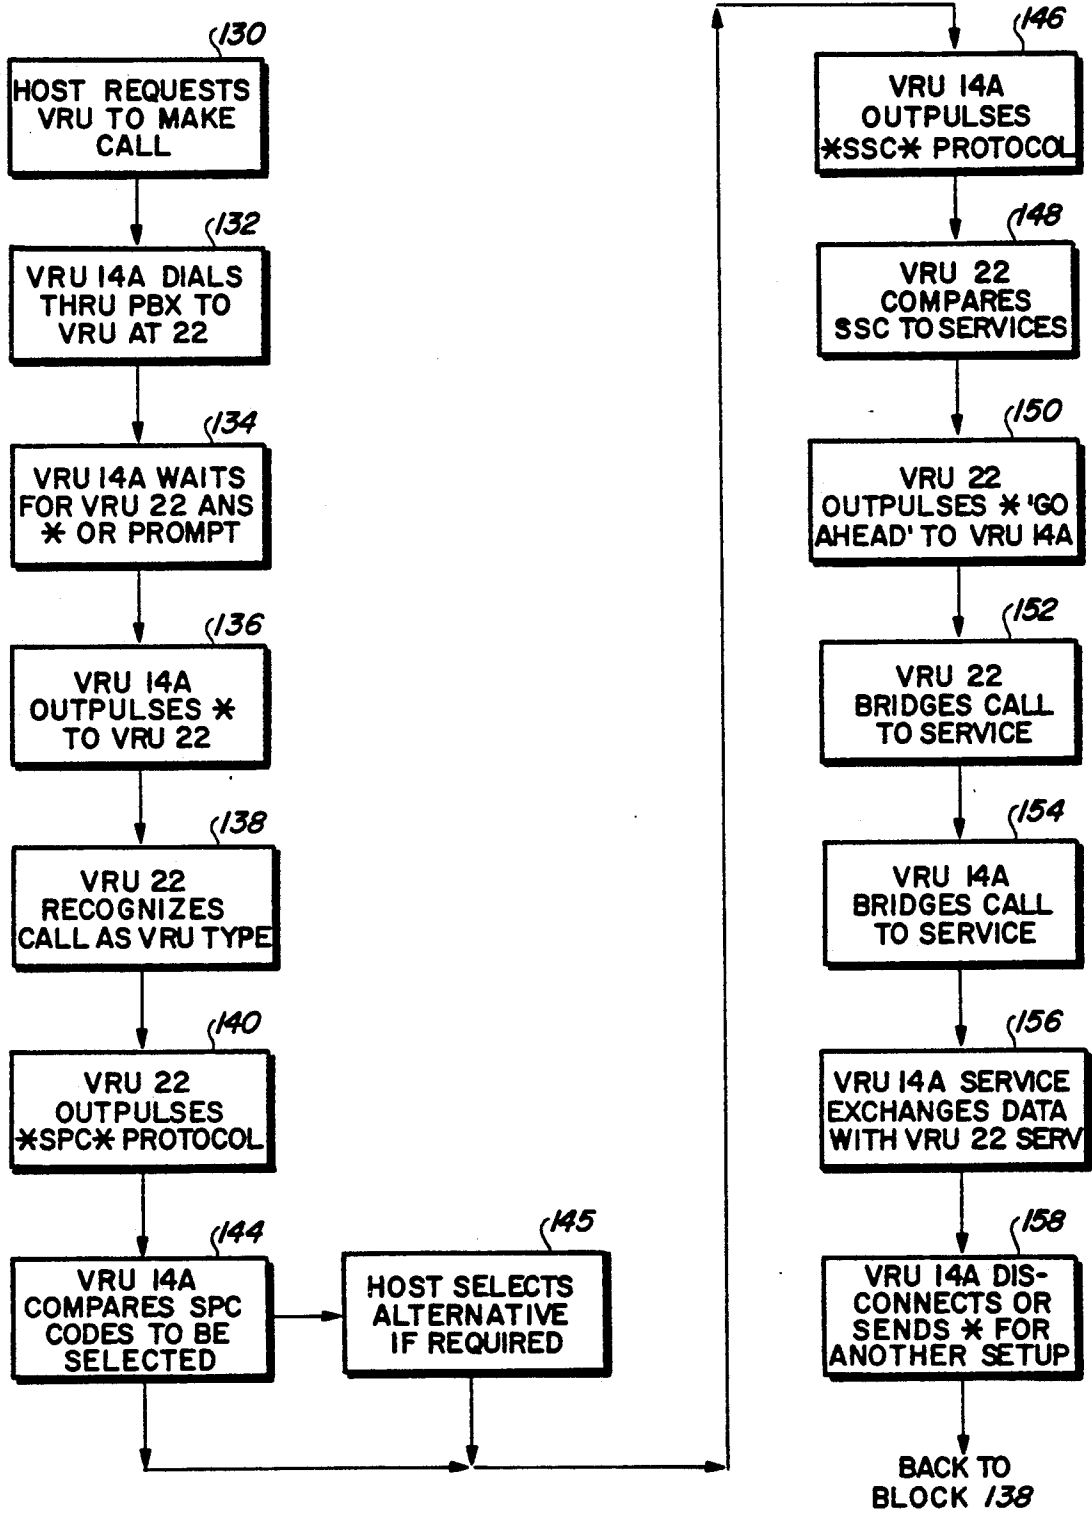 130
HOST REQUESTS
VRU TO MAKE
CALL
132
VRU 14A DIALS
THRU PBX TO
VRU AT 22
134
VRU 14A WAITS
FOR VRU 22 ANS
* OR PROMPT
136
VRU 14A
OUTPULSES *
TO VRU 22
138
VRU 22
RECOGNIZES
CALL AS VRU TYPE
140
VRU 22
OUTPULSES
*SPC* PROTOCOL
144
VRU 14A
COMPARES SPC
CODES TO BE
SELECTED
145
HOST SELECTS
ALTERNATIVE
IF REQUIRED
146
VRU 14A
OUTPULSES
*SSC* PROTOCOL
148
VRU 22
COMPARES
SSC TO SERVICES
150
VRU 22
OUTPULSES * 'GO
AHEAD' TO VRU 14A
152
VRU 22
BRIDGES CALL
TO SERVICE
154
VRU 14A
BRIDGES CALL
TO SERVICE
156
VRU 14A SERVICE
EXCHANGES DATA
WITH VRU 22 SERV
158
VRU 14A DIS-
CONNECTS OR
SENDS * FOR
ANOTHER SETUP
BACK TO
BLOCK 138